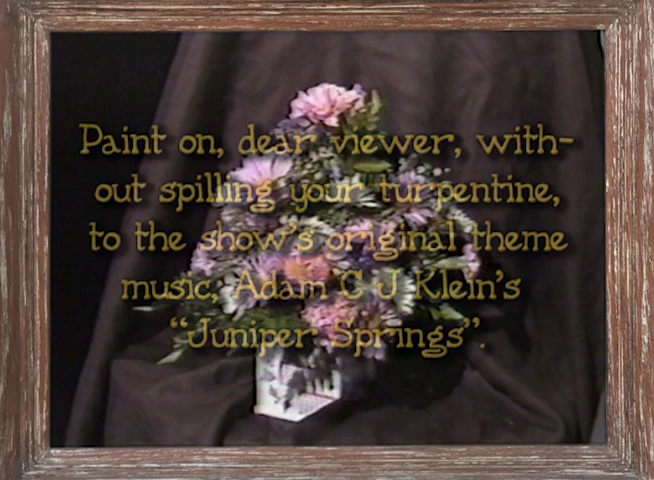 Paint on, dear viewer, with-
out spilling your turpentine,
to the show's original theme
music, Adam C J Klein's
“Juniper Springs”.